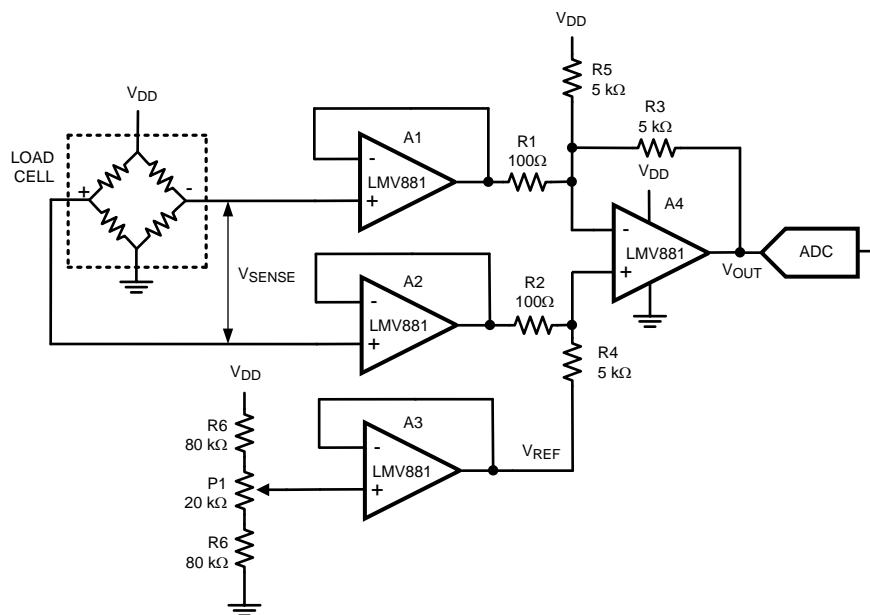 VDD
R5
5 kΩ
R3
5 kΩ
VDD
A1
R1
100Ω
LOAD
CELL
+
-
-
LMV881
+
VDD
A4
-
LMV881
+
ADC
VOUT
VSENSE
A2
R2
100Ω
-
LMV881
+
R4
5 kΩ
VDD
R6
80 kΩ
A3
-
LMV881
+
VREF
P1
20 kΩ
R6
80 kΩ